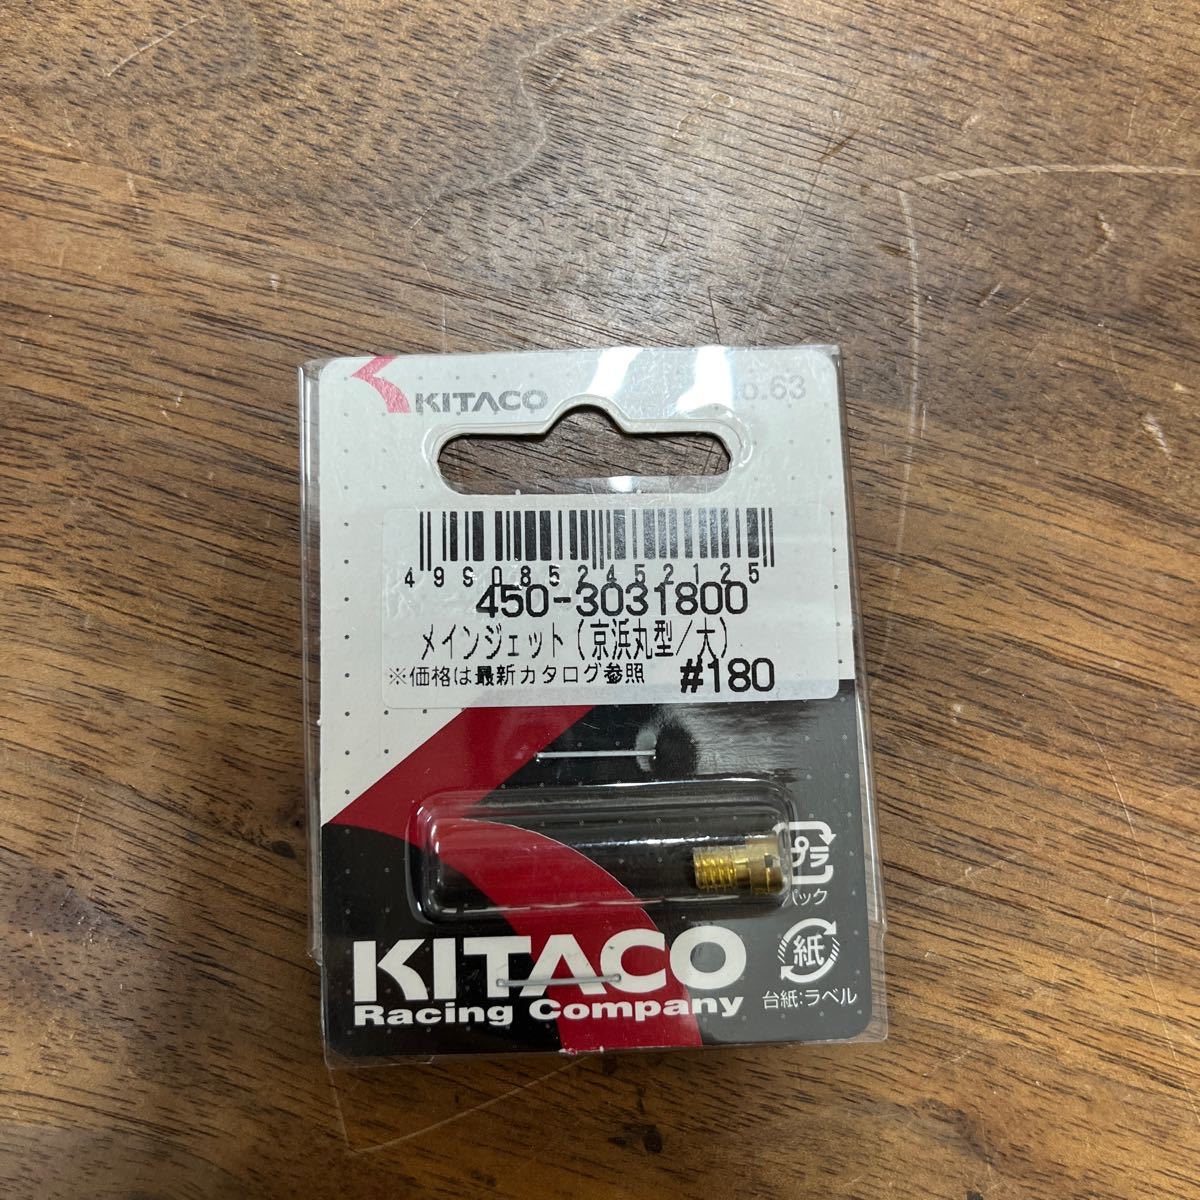 KITACO
o.63
4990852452125
450-3031800
メインジェット(京浜丸型/大)
※価格は最新カタログ参照 #180
プラ
パック
紙
台紙:ラベル
KITACO
Racing Company